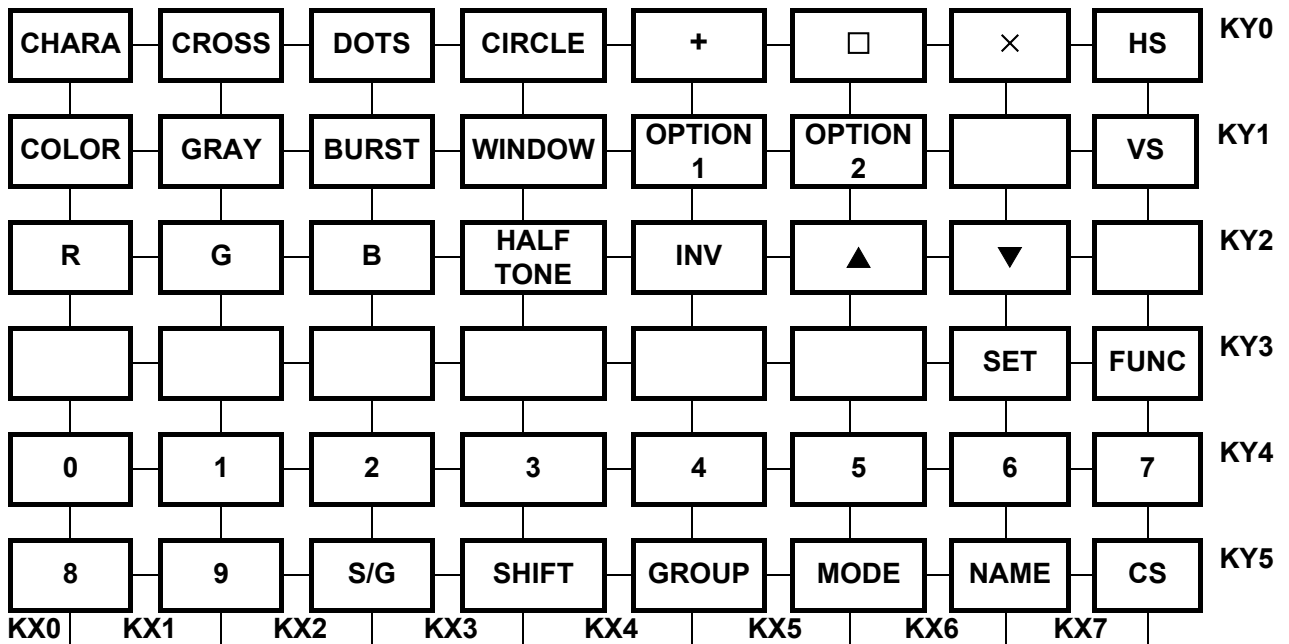 CHARA CROSS DOTS CIRCLE + □ × HS KY0
COLOR GRAY BURST WINDOW OPTION 1 OPTION 2 VS KY1
R G B HALF TONE INV ▲ ▼ KY2
SET FUNC KY3
0 1 2 3 4 5 6 7 KY4
8 9 S/G SHIFT GROUP MODE NAME CS KY5
KX0 KX1 KX2 KX3 KX4 KX5 KX6 KX7